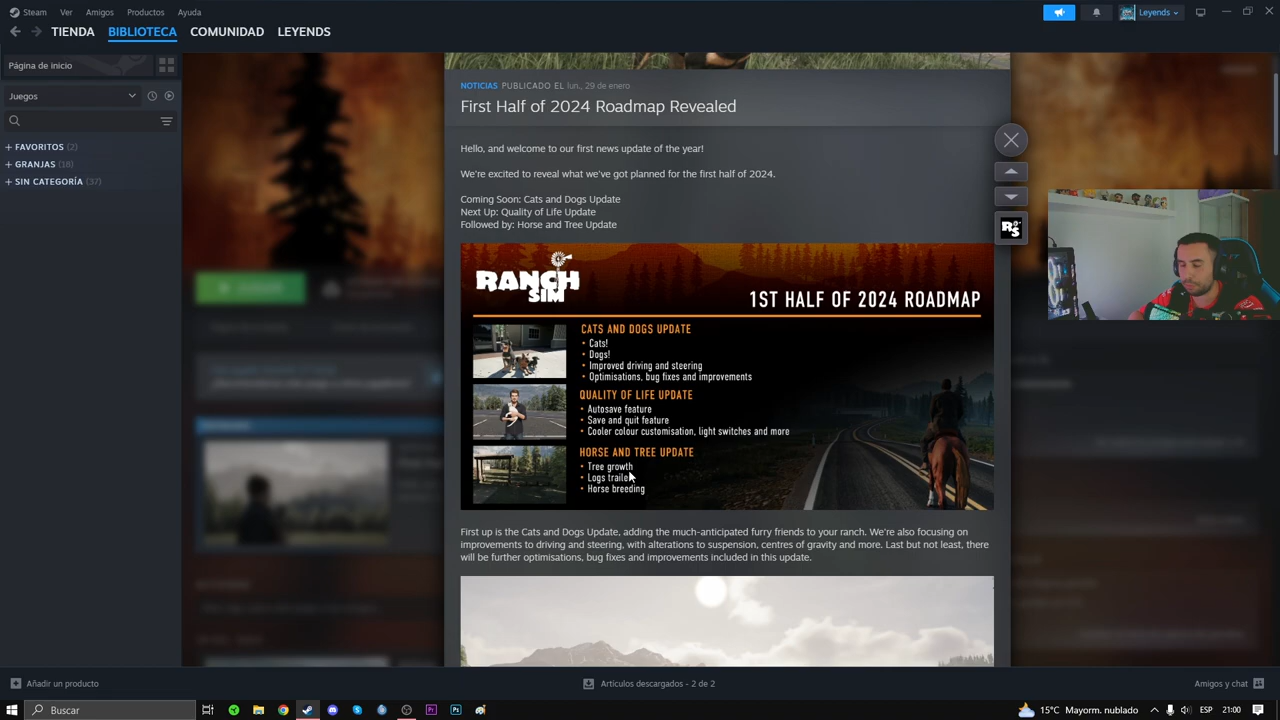 Steam Ver Amigos Productos Ayuda
Leyends
TIENDA BIBLIOTECA COMUNIDAD LEYENDS
Página de inicio
Juegos
FAVORITOS (2)
GRANJAS (18)
SIN CATEGORÍA (37)
NOTICIAS PUBLICADO EL lun., 29 de enero
First Half of 2024 Roadmap Revealed
Hello, and welcome to our first news update of the year!
We're excited to reveal what we've got planned for the first half of 2024.
Coming Soon: Cats and Dogs Update
Next Up: Quality of Life Update
Followed by: Horse and Tree Update
RANCH
SIM
1ST HALF OF 2024 ROADMAP
CATS AND DOGS UPDATE
• Cats!
• Dogs!
• Improved driving and steering
• Optimisations, bug fixes and improvements
QUALITY OF LIFE UPDATE
• Autosave feature
• Save and quit feature
• Cooler colour customisation, light switches and more
HORSE AND TREE UPDATE
• Tree growth
• Logs trailer
• Horse breeding
RS
First up is the Cats and Dogs Update, adding the much-anticipated furry friends to your ranch. We're also focusing on
improvements to driving and steering, with alterations to suspension, centres of gravity and more. Last but not least, there
will be further optimisations, bug fixes and improvements included in this update.
Añadir un producto
Artículos descargados - 2 de 2
Amigos y chat
Buscar
15°C Mayorm. nublado
ESP 21:00